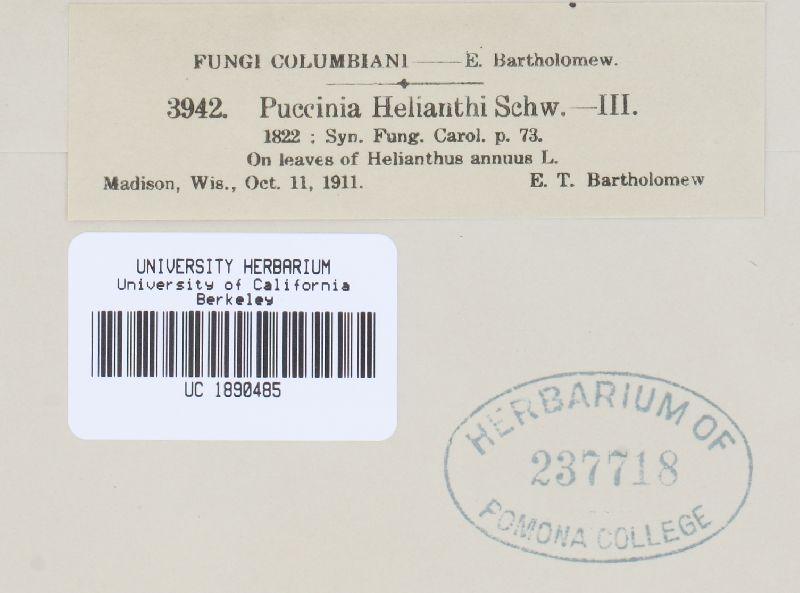 FUNGI COLUMBIANI — E. Bartholomew.
3942. Puccinia Helianthi Schw.—III.
1822 ; Syn. Fung. Carol. p. 73.
On leaves of Helianthus annuus L.
Madison, Wis., Oct. 11, 1911. E. T. Bartholomew
UNIVERSITY HERBARIUM
University of California
Berkeley
UC 1890485
HERBARIUM OF
237718
POMONA COLLEGE